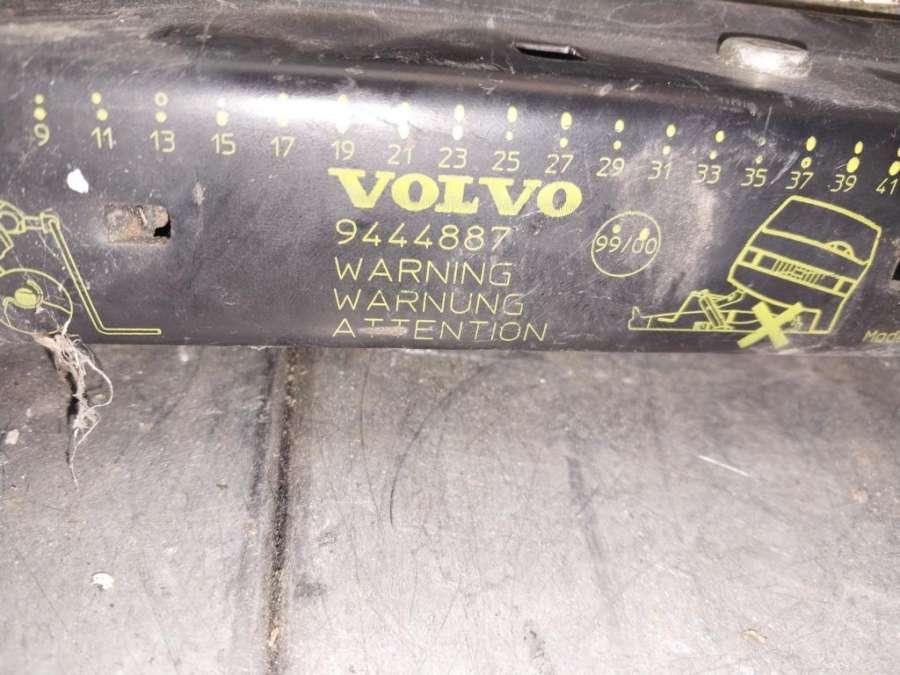 9 11 13 15 17 19 21 23 25 27 29 31 33 35 37 39 41
VOLVO
9444887
99/00
WARNING
WARNUNG
ATTENTION
Made